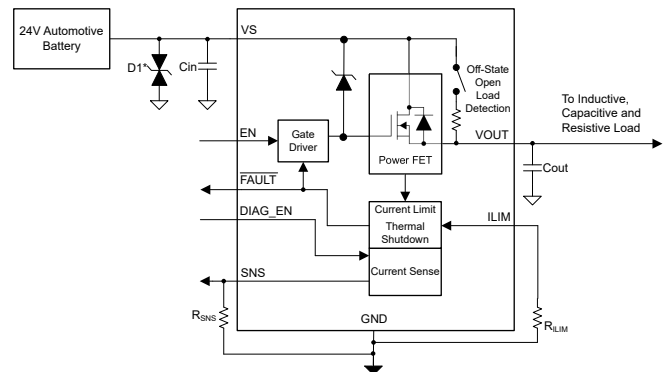 24V Automotive
Battery
VS
D1*
Cin
Off-State
Open
Load
Detection
To Inductive,
Capacitive and
Resistive Load
EN
Gate
Driver
VOUT
Power FET
Cout
FAULT
DIAG_EN
Current Limit
Thermal
Shutdown
ILIM
Current Sense
SNS
RSNS
GND
RILIM